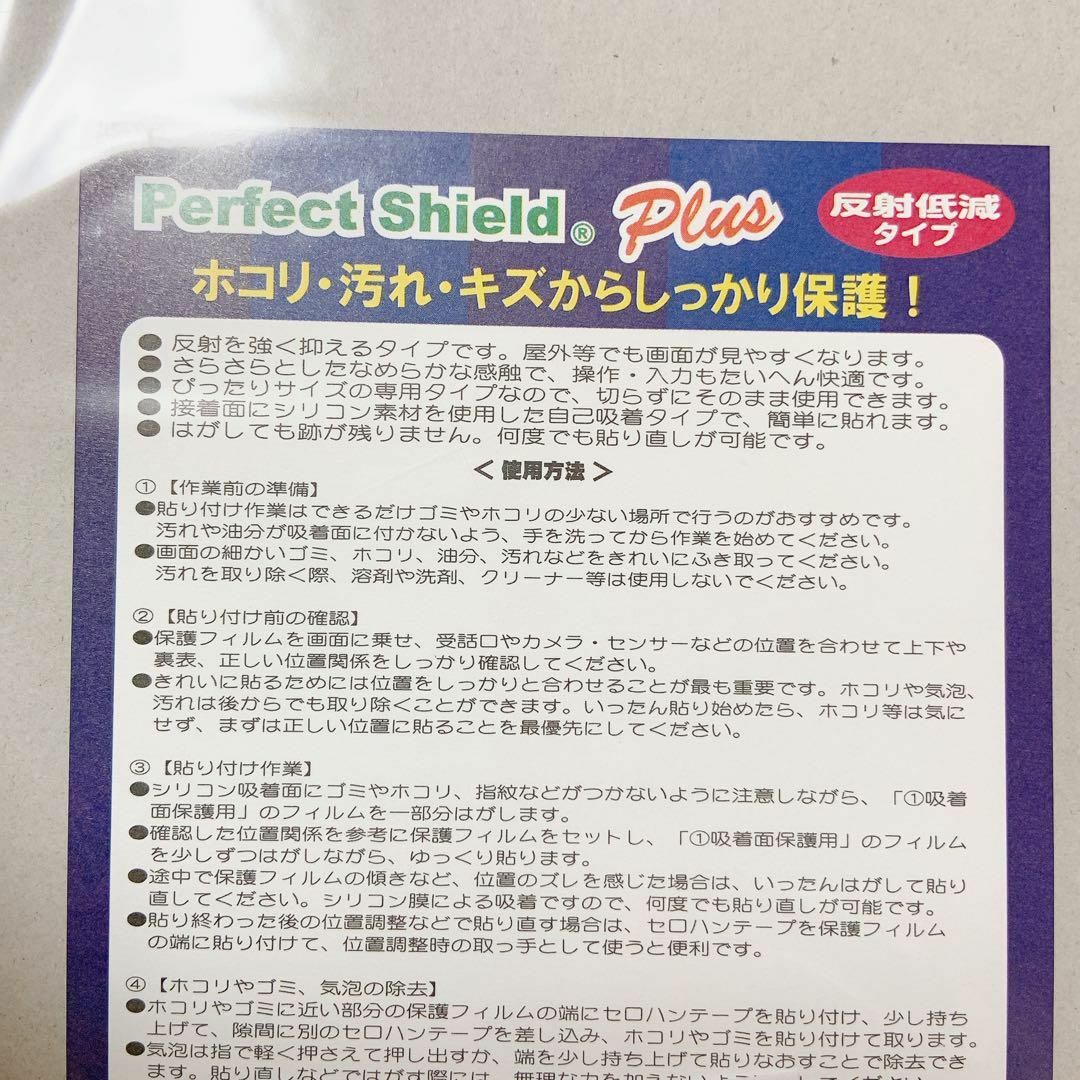 Perfect Shield® Plus
反射低減
タイプ
ホコリ・汚れ・キズからしっかり保護！
● 反射を強く抑えるタイプです。屋外等でも画面が見やすくなります。
● さらさらとしたなめらかな感触で、操作・入力もたいへん快適です。
● ぴったりサイズの専用タイプなので、切らずにそのまま使用できます。
● 接着面にシリコン素材を使用した自己吸着タイプで、簡単に貼れます。
● はがしても跡が残りません。何度でも貼り直しが可能です。
＜ 使用方法 ＞
①【作業前の準備】
●貼り付け作業はできるだけゴミやホコリの少ない場所で行うのがおすすめです。
汚れや油分が吸着面に付かないよう、手を洗ってから作業を始めてください。
●画面の細かいゴミ、ホコリ、油分、汚れなどをきれいにふき取ってください。
汚れを取り除く際、溶剤や洗剤、クリーナー等は使用しないでください。
②【貼り付け前の確認】
●保護フィルムを画面に乗せ、受話口やカメラ・センサーなどの位置を合わせて上下や
裏表、正しい位置関係をしっかり確認してください。
●きれいに貼るためには位置をしっかりと合わせることが最も重要です。ホコリや気泡、
汚れは後からでも取り除くことができます。いったん貼り始めたら、ホコリ等は気に
せず、まずは正しい位置に貼ることを最優先にしてください。
③【貼り付け作業】
●シリコン吸着面にゴミやホコリ、指紋などがつかないように注意しながら、「①吸着
面保護用」のフィルムを一部分はがします。
●確認した位置関係を参考に保護フィルムをセットし、「①吸着面保護用」のフィルム
を少しずつはがしながら、ゆっくり貼ります。
●途中で保護フィルムの傾きなど、位置のズレを感じた場合は、いったんはがして貼り
直してください。シリコン膜による吸着ですので、何度でも貼り直しが可能です。
●貼り終わった後の位置調整などで貼り直す場合は、セロハンテープを保護フィルム
の端に貼り付けて、位置調整時の取っ手として使うと便利です。
④【ホコリやゴミ、気泡の除去】
●ホコリやゴミに近い部分の保護フィルムの端にセロハンテープを貼り付け、少し持ち
上げて、隙間に別のセロハンテープを差し込み、ホコリやゴミを貼り付けて取ります。
●気泡は指で軽く押さえて押し出すか、端を少し持ち上げて貼りなおすことで除去でき
ます。貼り直しなどではがす際には、無理な力を加えないよう